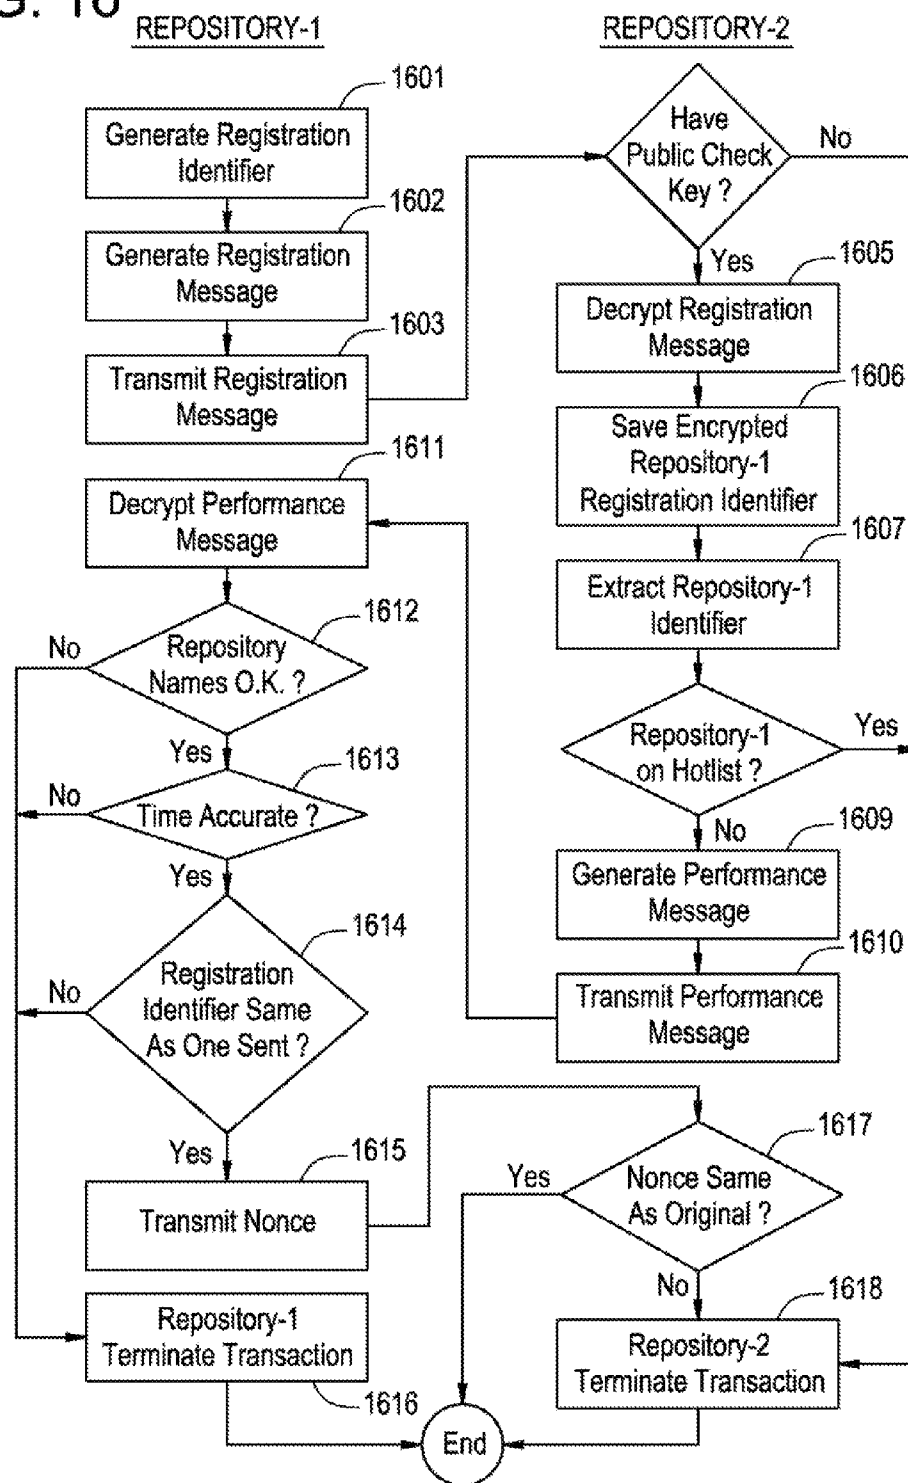 G. 16
REPOSITORY-1
1601
Generate Registration
Identifier
1602
Generate Registration
Message
1603
Transmit Registration
Message
1611
Decrypt Performance
Message
1612
No
Repository
Names O.K. ?
Yes
1613
No
Time Accurate ?
Yes
1614
No
Registration
Identifier Same
As One Sent ?
Yes
1615
Transmit Nonce
Repository-1
Terminate Transaction
1616
REPOSITORY-2
Have
Public Check
Key ?
No
Yes
1605
Decrypt Registration
Message
1606
Save Encrypted
Repository-1
Registration Identifier
1607
Extract Repository-1
Identifier
Repository-1
on Hotlist ?
Yes
No
1609
Generate Performance
Message
1610
Transmit Performance
Message
1617
Yes
Nonce Same
As Original ?
No
1618
Repository-2
Terminate Transaction
End